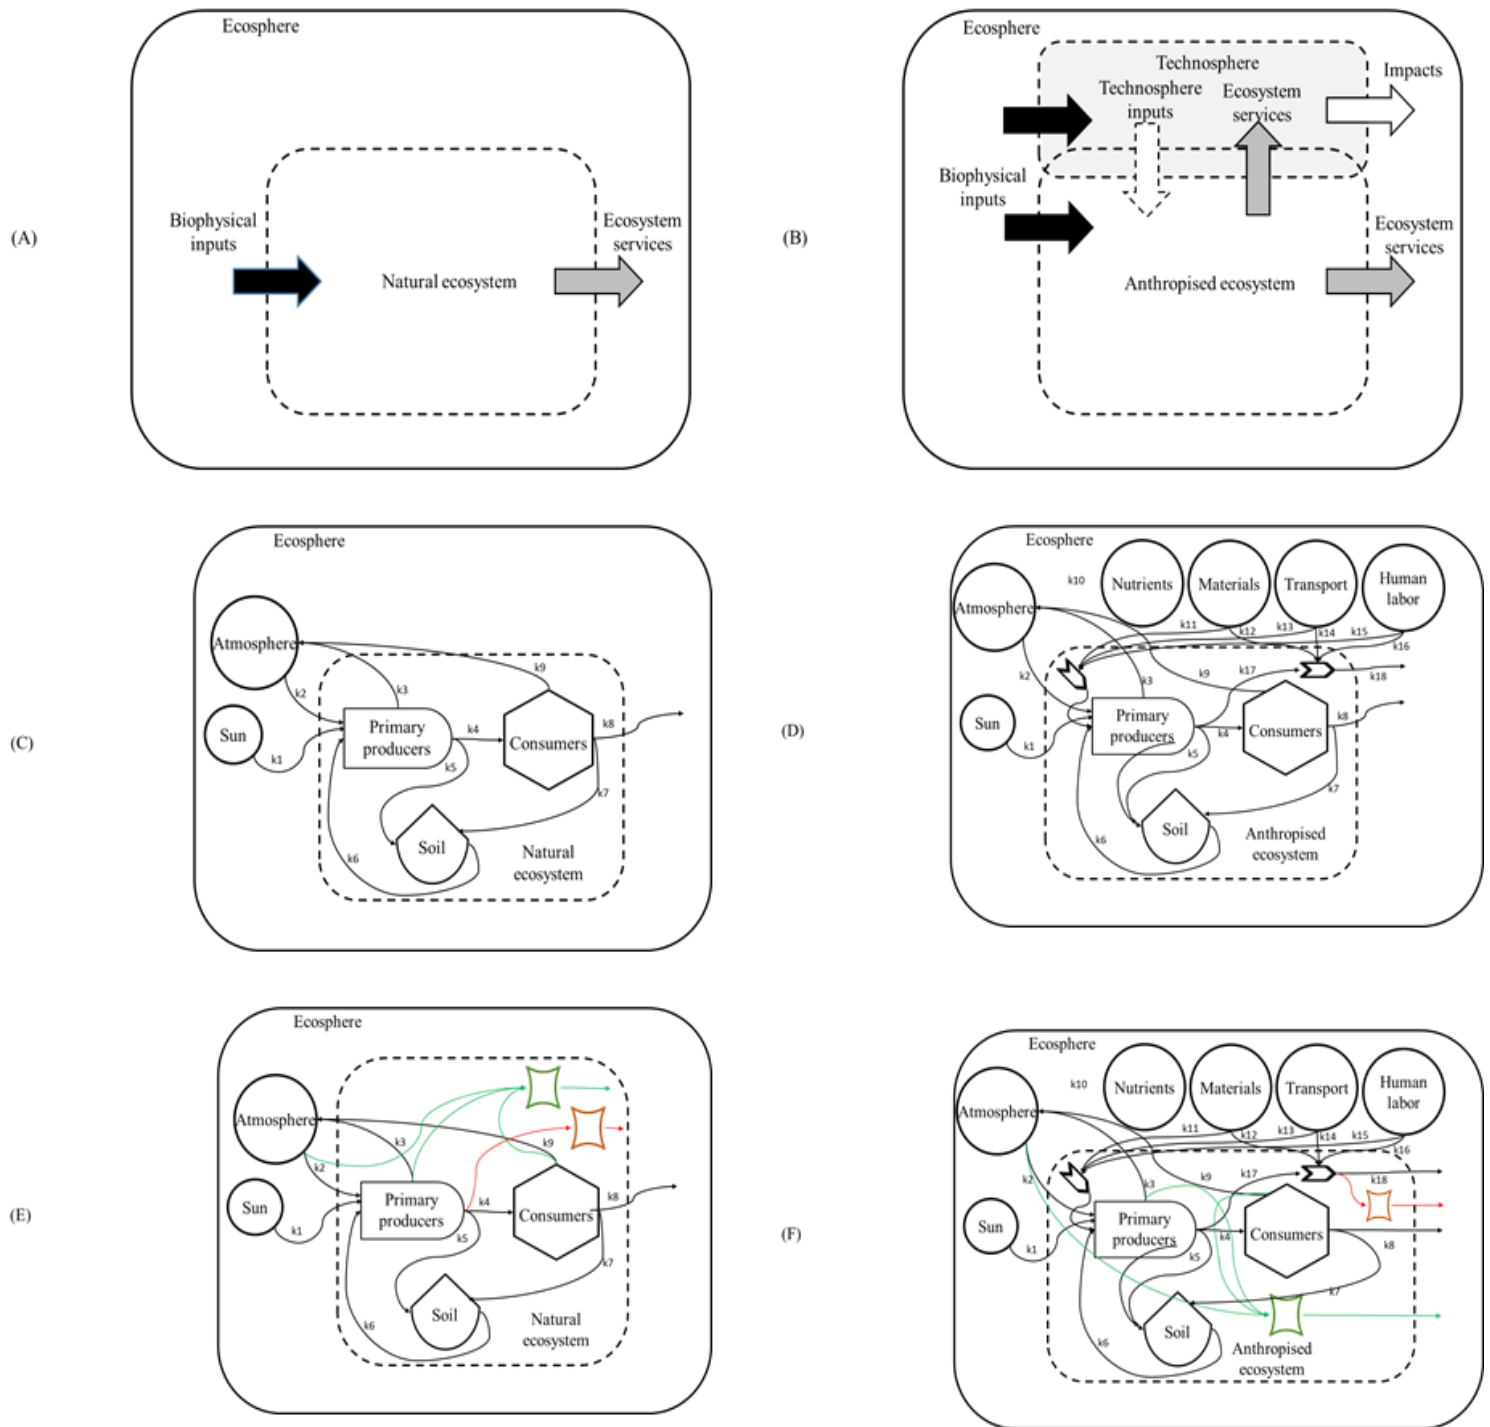 (A)
Ecosphere
Biophysical
inputs
Natural ecosystem
Ecosystem
services
(B)
Ecosphere
Technosphere
Technosphere
inputs
Ecosystem
services
Impacts
Biophysical
inputs
Anthropised ecosystem
Ecosystem
services
(C)
Ecosphere
Atmosphere
Sun
k1
k2
k3
Primary
producers
k4
k5
k6
k7
k8
k9
Consumers
Soil
Natural
ecosystem
(D)
Ecosphere
Atmosphere
Nutrients
Materials
Transport
Human
labor
k10
k11
k12
k13
k14
k15
k16
k17
k18
Sun
k1
k2
k3
Primary
producers
k4
k5
k6
k7
k8
k9
Consumers
Soil
Anthropised
ecosystem
(E)
Ecosphere
Atmosphere
Sun
k1
k2
k3
Primary
producers
k4
k5
k6
k7
k8
k9
Consumers
Soil
Natural
ecosystem
(F)
Ecosphere
Atmosphere
Nutrients
Materials
Transport
Human
labor
k10
k11
k12
k13
k14
k15
k16
k17
k18
Sun
k1
k2
k3
Primary
producers
k4
k5
k6
k7
k8
k9
Consumers
Soil
Anthropised
ecosystem